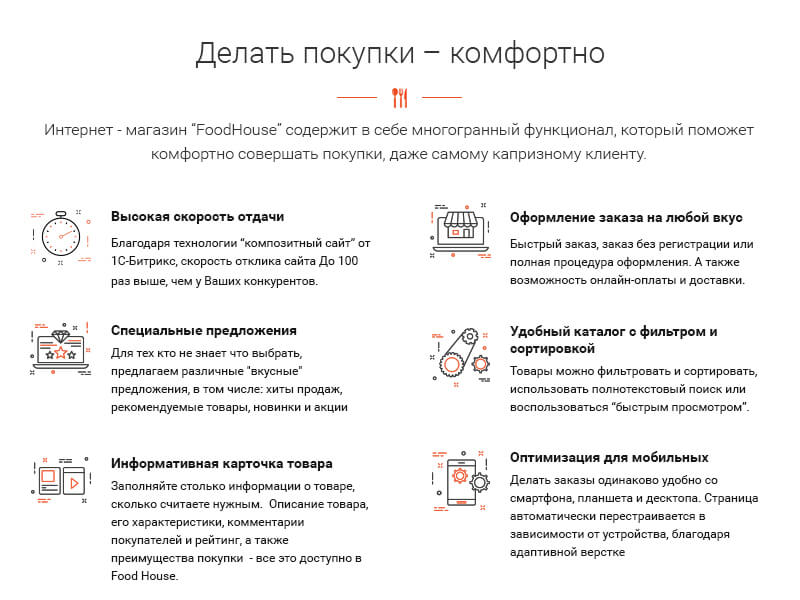 Делать покупки – комфортно
Интернет - магазин “FoodHouse” содержит в себе многогранный функционал, который поможет
комфортно совершать покупки, даже самому капризному клиенту.
Высокая скорость отдачи
Благодаря технологии “композитный сайт” от
1С-Битрикс, скорость отклика сайта До 100
раз выше, чем у Ваших конкурентов.
Оформление заказа на любой вкус
Быстрый заказ, заказ без регистрации или
полная процедура оформления. А также
возможность онлайн-оплаты и доставки.
Специальные предложения
Для тех кто не знает что выбрать,
предлагаем различные "вкусные"
предложения, в том числе: хиты продаж,
рекомендуемые товары, новинки и акции
Удобный каталог с фильтром и
сортировкой
Товары можно фильтровать и сортировать,
использовать полнотекстовый поиск или
воспользоваться “быстрым просмотром”.
Информативная карточка товара
Заполняйте столько информации о товаре,
сколько считаете нужным.  Описание товара,
его характеристики, комментарии
покупателей и рейтинг, а также
преимущества покупки  - все это доступно в
Food House.
Оптимизация для мобильных
Делать заказы одинаково удобно со
смартфона, планшета и десктопа. Страница
автоматически перестраивается в
зависимости от устройства, благодаря
адаптивной верстке